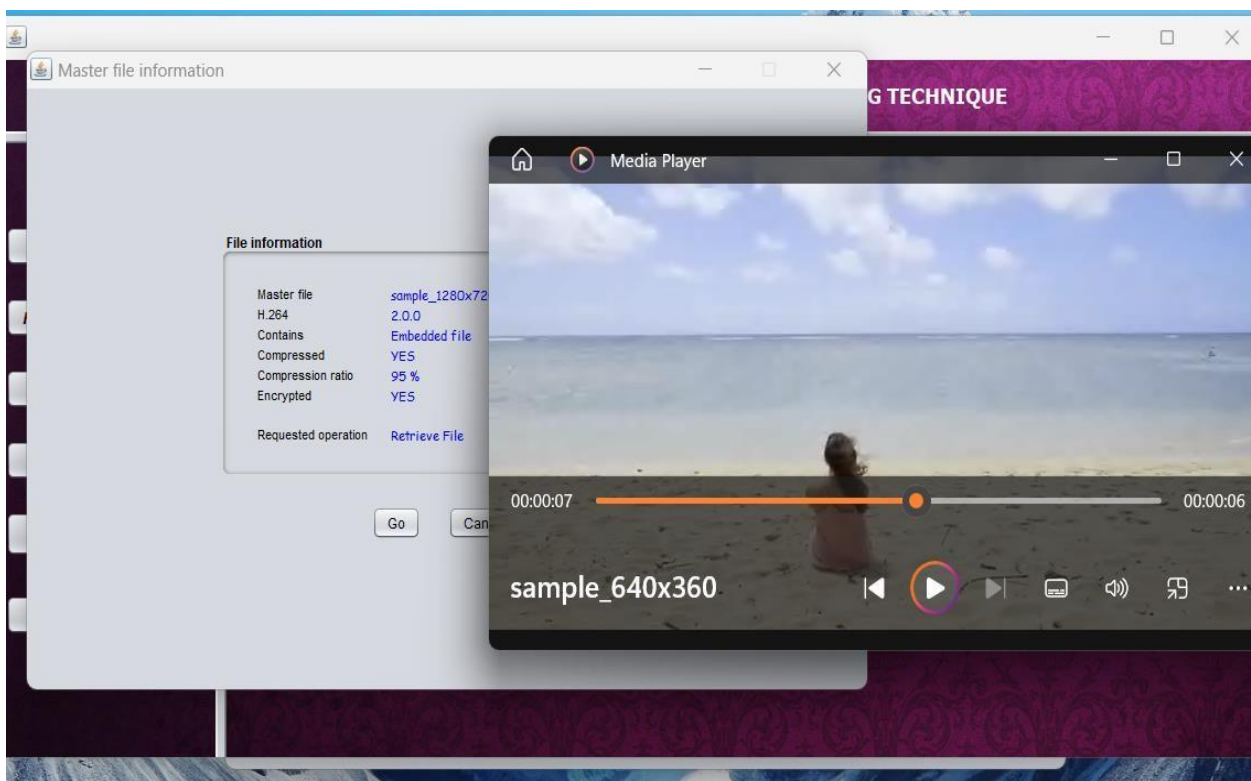 Master file information
G TECHNIQUE
Media Player
File information
Master file sample_1280x72
H.264 2.0.0
Contains Embedded file
Compressed YES
Compression ratio 95 %
Encrypted YES
Requested operation Retrieve File
00:00:07 00:00:06
Go Can
sample_640x360